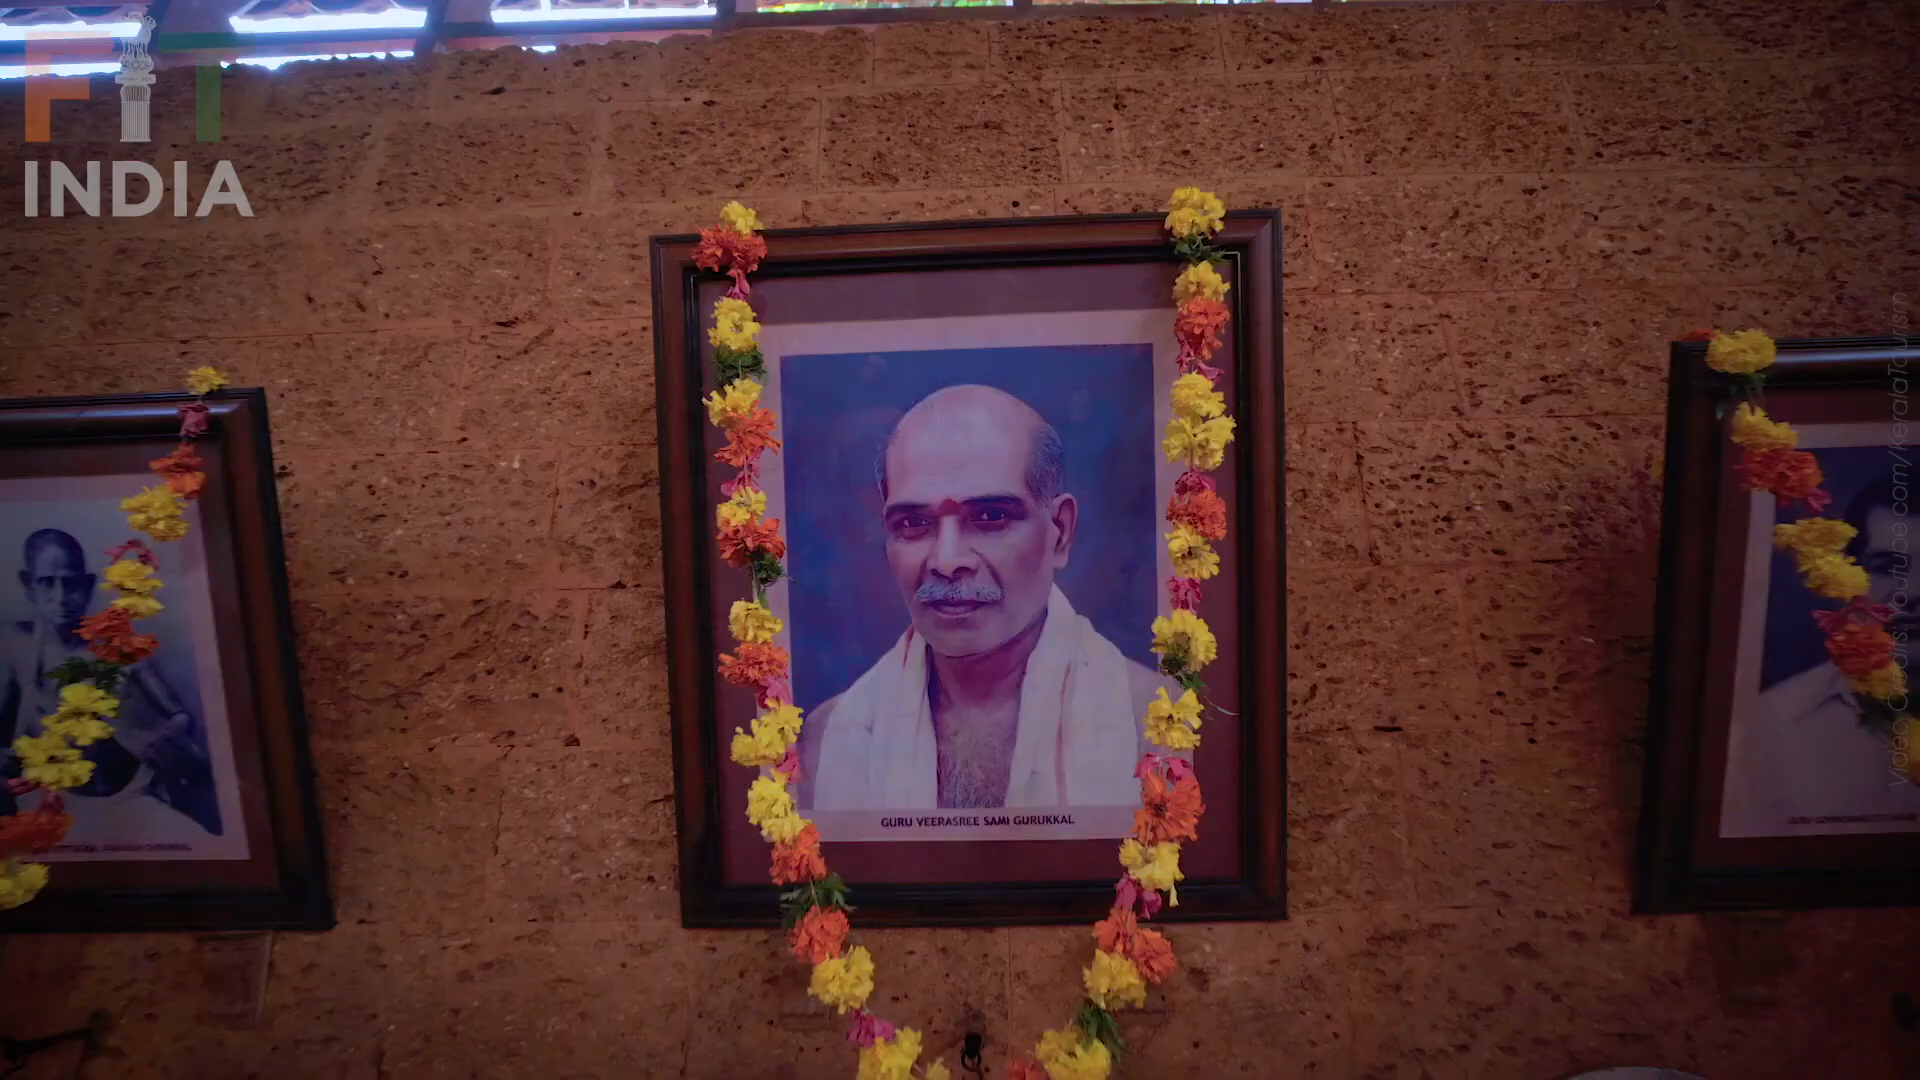 FIT
INDIA
GURU VEERASREE SAMI GURUKKAL
Video Credits: Youtube.com/KeralaTourism